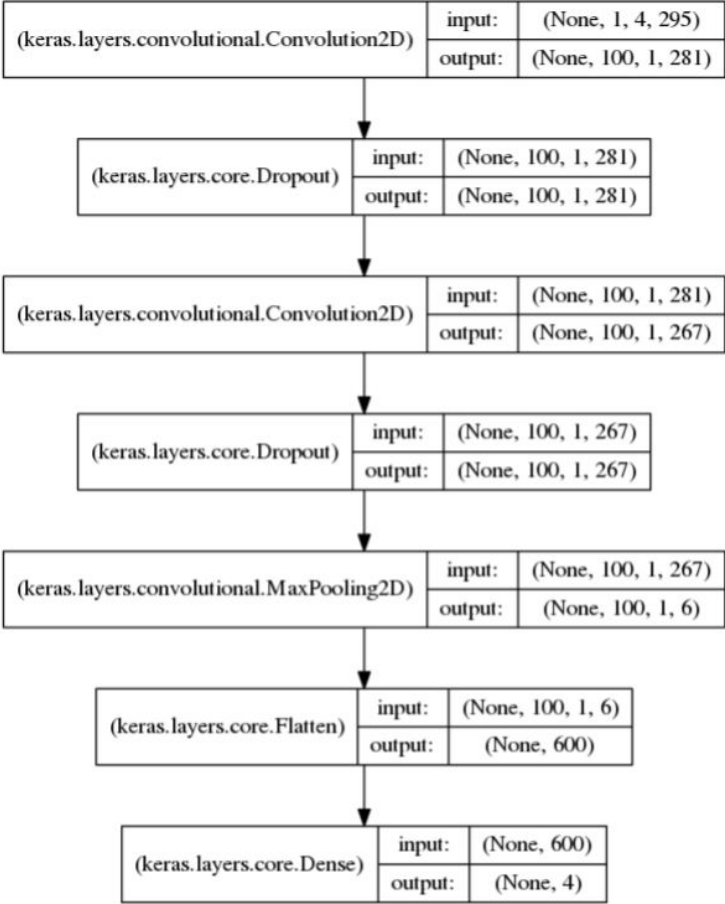 (keras.layers.convolutional.Convolution2D) input: (None, 1, 4, 295)
output: (None, 100, 1, 281)
(keras.layers.core.Dropout) input: (None, 100, 1, 281)
output: (None, 100, 1, 281)
(keras.layers.convolutional.Convolution2D) input: (None, 100, 1, 281)
output: (None, 100, 1, 267)
(keras.layers.core.Dropout) input: (None, 100, 1, 267)
output: (None, 100, 1, 267)
(keras.layers.convolutional.MaxPooling2D) input: (None, 100, 1, 267)
output: (None, 100, 1, 6)
(keras.layers.core.Flatten) input: (None, 100, 1, 6)
output: (None, 600)
(keras.layers.core.Dense) input: (None, 600)
output: (None, 4)